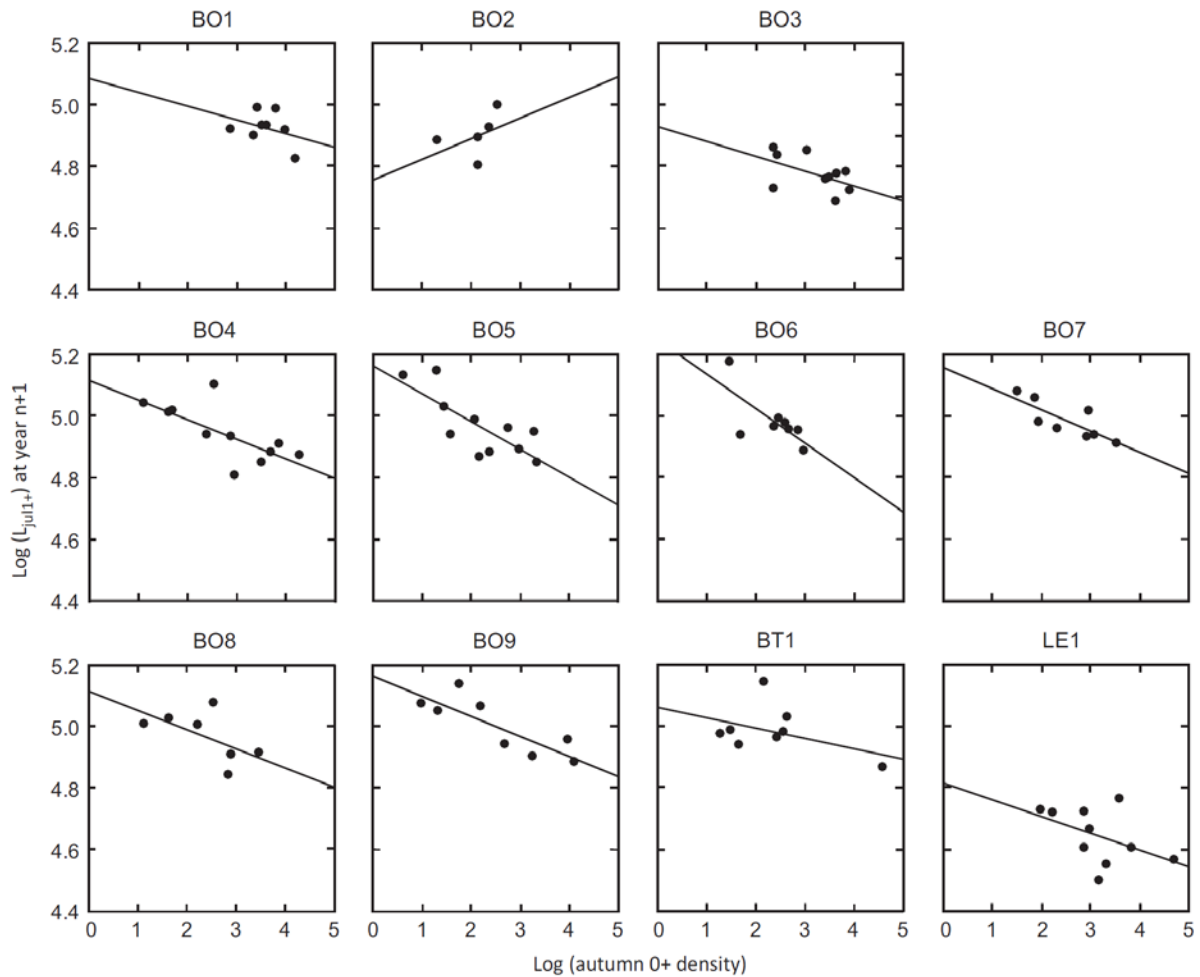 BO1 BO2 BO3
5.2
5.0
4.8
4.6
4.4
BO4 BO5 BO6 BO7
5.2
5.0
4.8
4.6
4.4
BO8 BO9 BT1 LE1
5.2
5.0
4.8
4.6
4.4
0 1 2 3 4 5 0 1 2 3 4 5 0 1 2 3 4 5 0 1 2 3 4 5
Log (autumn 0+ density)
Log (Ljul1+) at year n+1